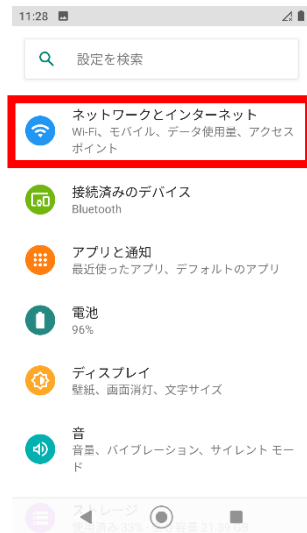 11:28
設定を検索
ネットワークとインターネット
Wi-Fi、モバイル、データ使用量、アクセス
ポイント
接続済みのデバイス
Bluetooth
アプリと通知
最近使ったアプリ、デフォルトのアプリ
電池
96%
ディスプレイ
壁紙、画面消灯、文字サイズ
音
音量、バイブレーション、サイレント モー
ド
ストレージ